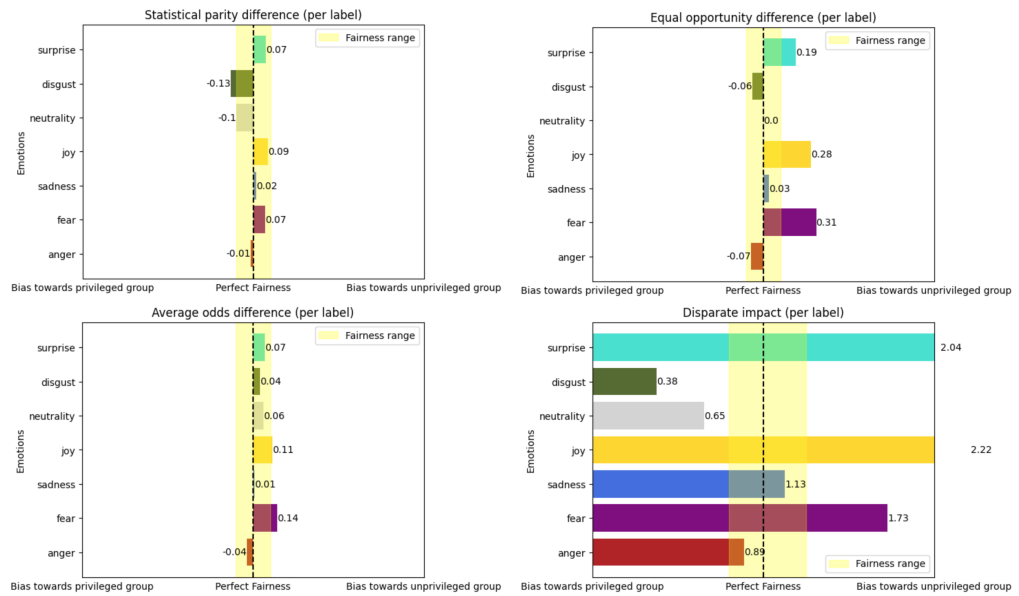 Statistical parity difference (per label)
Fairness range
Emotions
surprise 0.07
disgust -0.13
neutrality -0.1
joy 0.09
sadness 0.02
fear 0.07
anger -0.01
Bias towards privileged group Perfect Fairness Bias towards unprivileged group
Equal opportunity difference (per label)
Fairness range
Emotions
surprise 0.19
disgust -0.06
neutrality 0.0
joy 0.28
sadness 0.03
fear 0.31
anger -0.07
Bias towards privileged group Perfect Fairness Bias towards unprivileged group
Average odds difference (per label)
Fairness range
Emotions
surprise 0.07
disgust 0.04
neutrality 0.06
joy 0.11
sadness 0.01
fear 0.14
anger -0.04
Bias towards privileged group Perfect Fairness Bias towards unprivileged group
Disparate impact (per label)
Emotions
surprise 2.04
disgust 0.38
neutrality 0.65
joy 2.22
sadness 1.13
fear 1.73
anger 0.89
Fairness range
Bias towards privileged group Perfect Fairness Bias towards unprivileged group